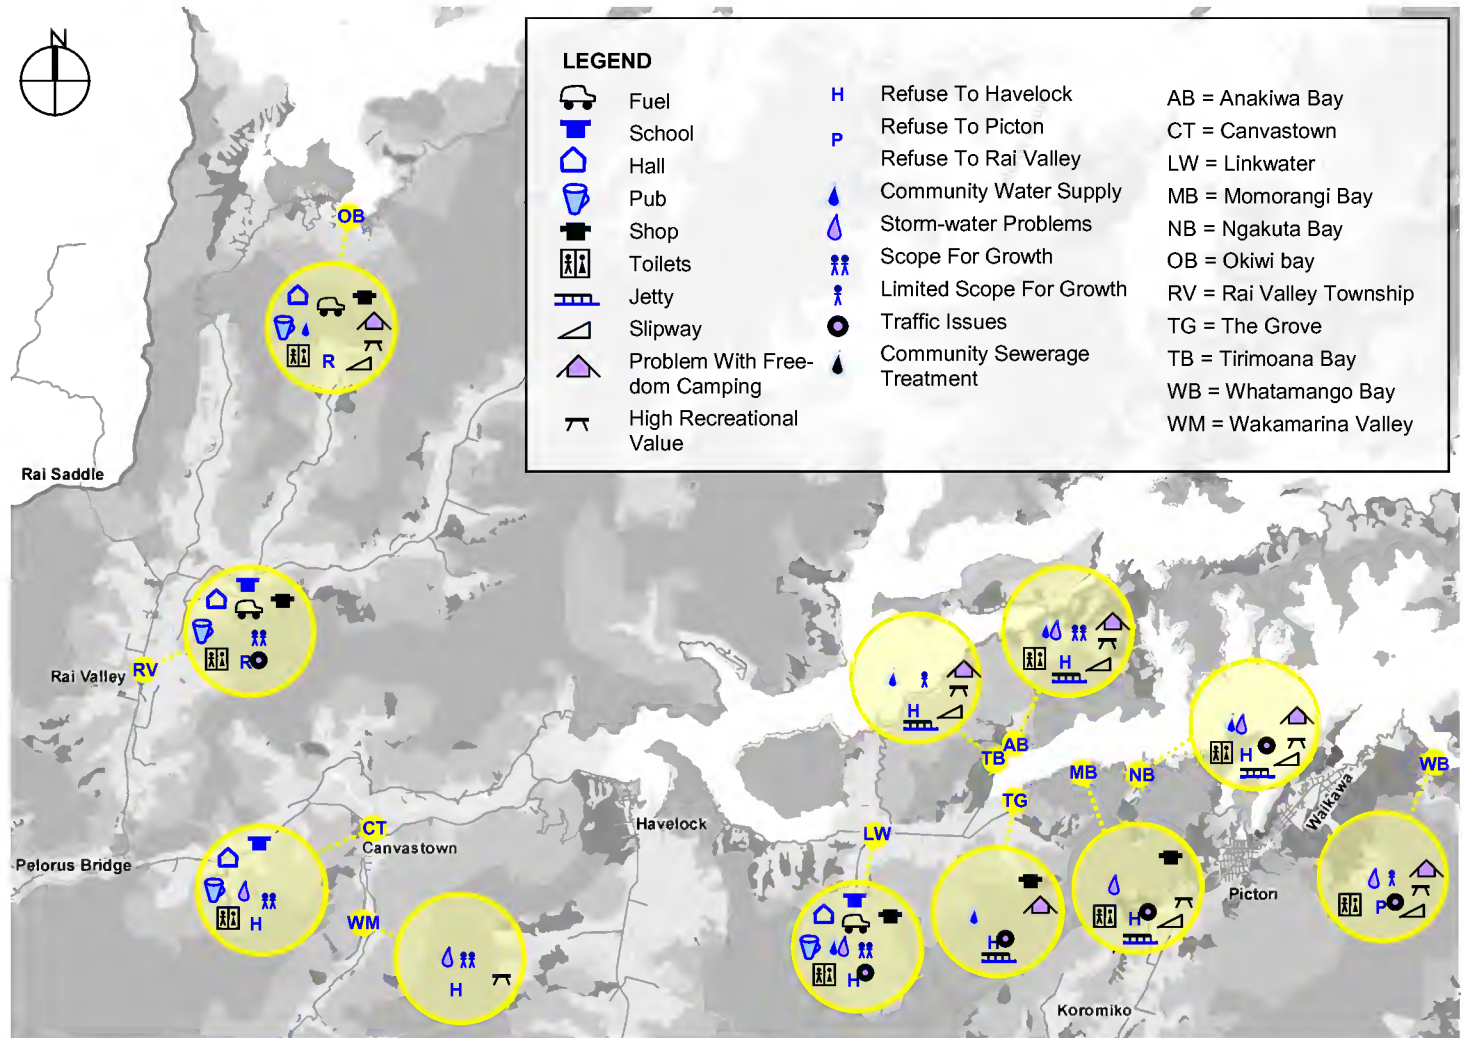 N
LEGEND
Fuel
School
Hall
Pub
Shop
Toilets
Jetty
Slipway
Problem With Free-
dom Camping
High Recreational
Value
H Refuse To Havelock
P Refuse To Picton
Refuse To Rai Valley
Community Water Supply
Storm-water Problems
Scope For Growth
Limited Scope For Growth
Traffic Issues
Community Sewerage
Treatment
AB = Anakiwa Bay
CT = Canvastown
LW = Linkwater
MB = Momorangi Bay
NB = Ngakuta Bay
OB = Okiwi bay
RV = Rai Valley Township
TG = The Grove
TB = Tirimoana Bay
WB = Whatamango Bay
WM = Wakamarina Valley
OB
R
Rai Saddle
R
Rai Valley
RV
H
H
H
TB
AB
MB
NB
WB
TG
Waikawa
CT
Canvastown
Havelock
LW
Pelorus Bridge
Picton
H
WM
H
H
H
H
P
Koromiko